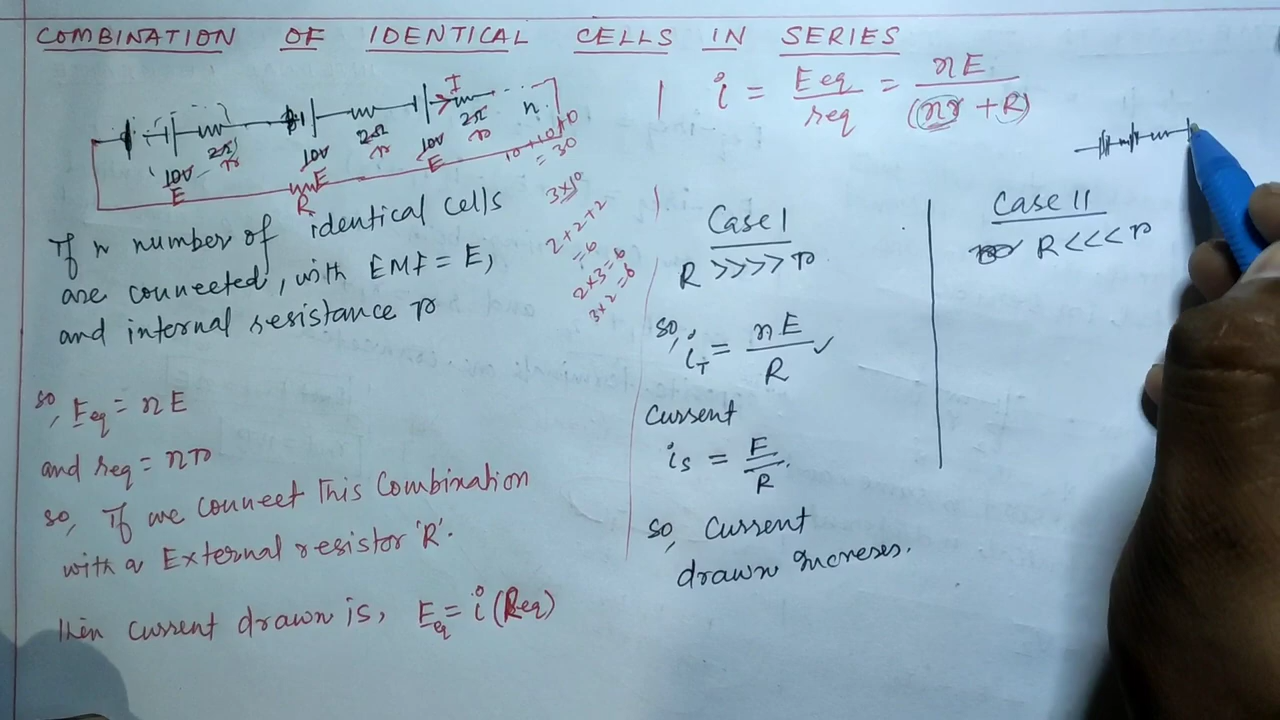 COMBINATION OF IDENTICAL CELLS IN SERIES
I
n
2Ω 2Ω 2Ω
r r r
10V 10V 10V
E E E
R
10+10+10
= 30
3×10
2+2+2
=6
2×3=6
3×2=6
If n number of identical cells
are connected, with EMF = E,
and internal resistance r
so, Eeq = nE
and req = nr
so, If we connect This Combination
with a External resistor 'R'.
Then current drawn is, Eeq = i (Req)
i = Eeq/req = nE/(nr + R)
Case I
R >>>> r
so, iT = nE/R ✓
Current
is = E/R.
so, current
drawn increses.
Case II
R <<< r